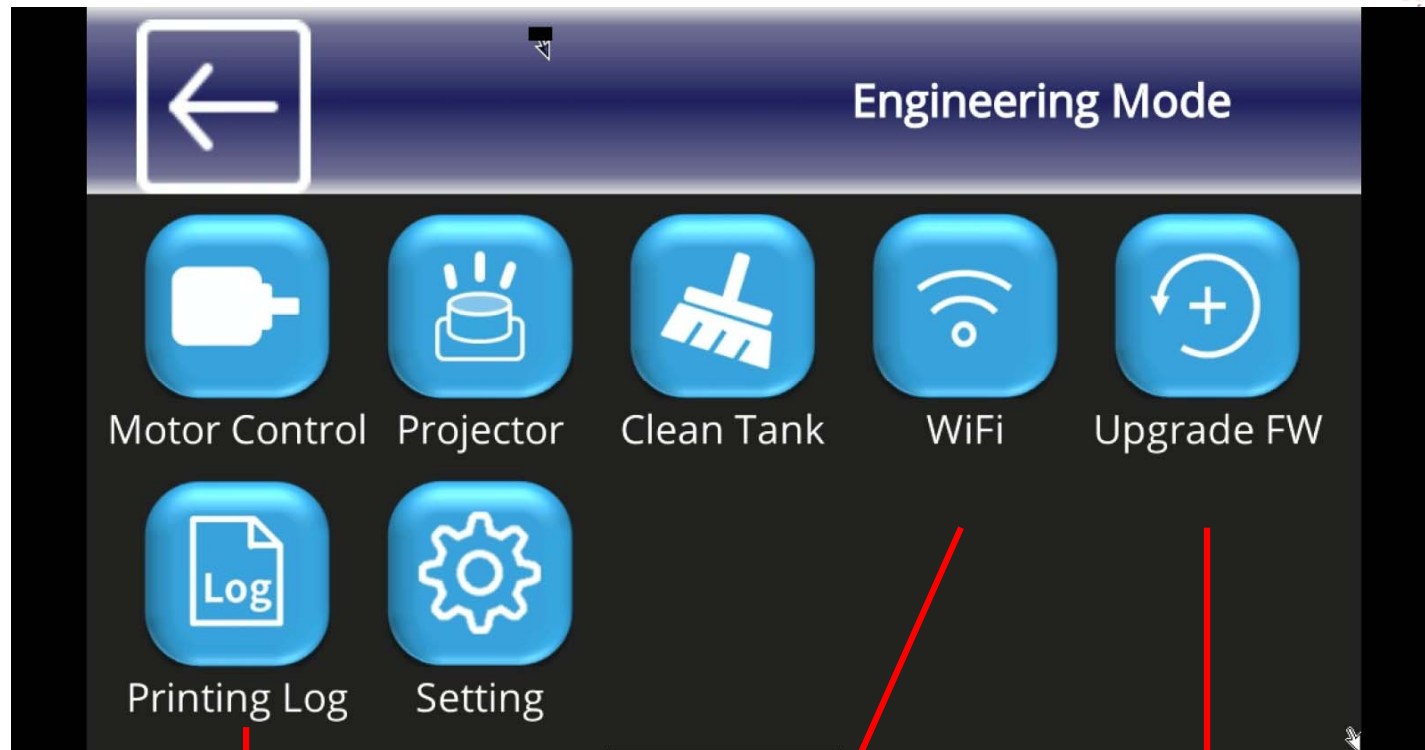 Engineering Mode
Motor Control Projector Clean Tank WiFi Upgrade FW
Log
Printing Log Setting